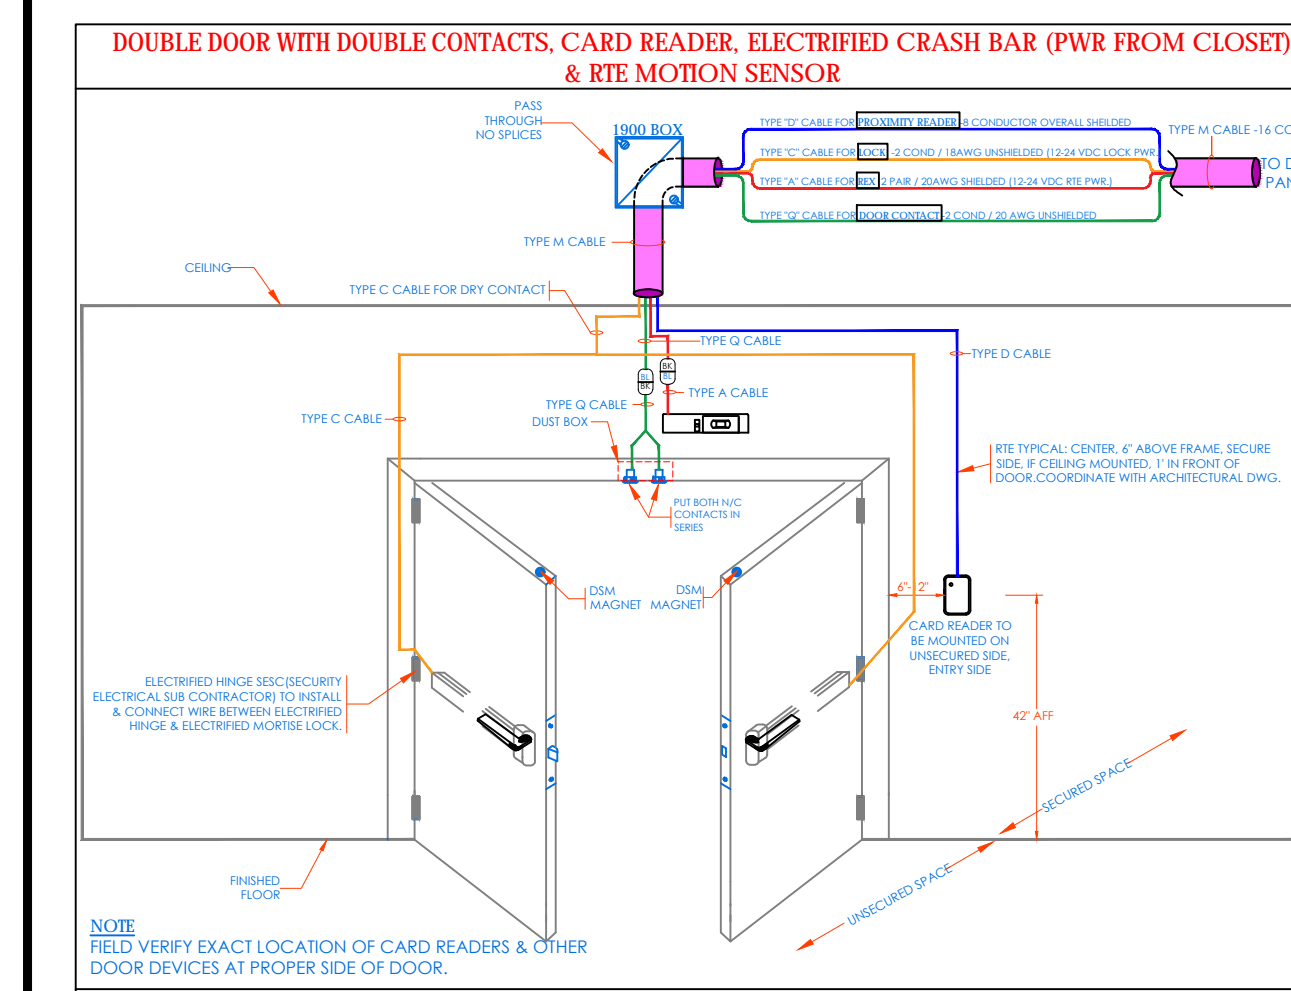 DOUBLE DOOR WITH DOUBLE CONTACTS, CARD READER, ELECTRIFIED CRASH BAR (PWR FROM CLOSET)
& RTE MOTION SENSOR
PASS
THROUGH
NO SPLICES
1900 BOX
TYPE "D" CABLE FOR PROXIMITY READER -8 CONDUCTOR OVERALL SHEILDED
TYPE "C" CABLE FOR LOCK -2 COND / 18AWG UNSHIELDED (12-24 VDC LOCK PWR.
TYPE "A" CABLE FOR REX 2 PAIR / 20AWG SHIELDED (12-24 VDC RTE PWR.)
TYPE "Q" CABLE FOR DOOR CONTACT -2 COND / 20 AWG UNSHIELDED
TYPE M CABLE -16
TO
TYPE M CABLE
CEILING
TYPE C CABLE FOR DRY CONTACT
TYPE Q CABLE
TYPE D CABLE
BK
BL
BL
BK
TYPE A CABLE
TYPE Q CABLE
TYPE C CABLE
DUST BOX
RTE TYPICAL: CENTER, 6" ABOVE FRAME, SECURE
SIDE, IF CEILING MOUNTED, 1' IN FRONT OF
DOOR.COORDINATE WITH ARCHITECTURAL DWG.
PUT BOTH N/C
CONTACTS IN
SERIES
DSM
MAGNET
DSM
MAGNET
6"-12"
CARD READER TO
BE MOUNTED ON
UNSECURED SIDE,
ENTRY SIDE
ELECTRIFIED HINGE SESC(SECURITY
ELECTRICAL SUB CONTRACTOR) TO INSTALL
& CONNECT WIRE BETWEEN ELECTRIFIED
HINGE & ELECTRIFIED MORTISE LOCK.
42" AFF
SECURED SPACE
UNSECURED SPACE
FINISHED
FLOOR
NOTE
FIELD VERIFY EXACT LOCATION OF CARD READERS & OTHER
DOOR DEVICES AT PROPER SIDE OF DOOR.